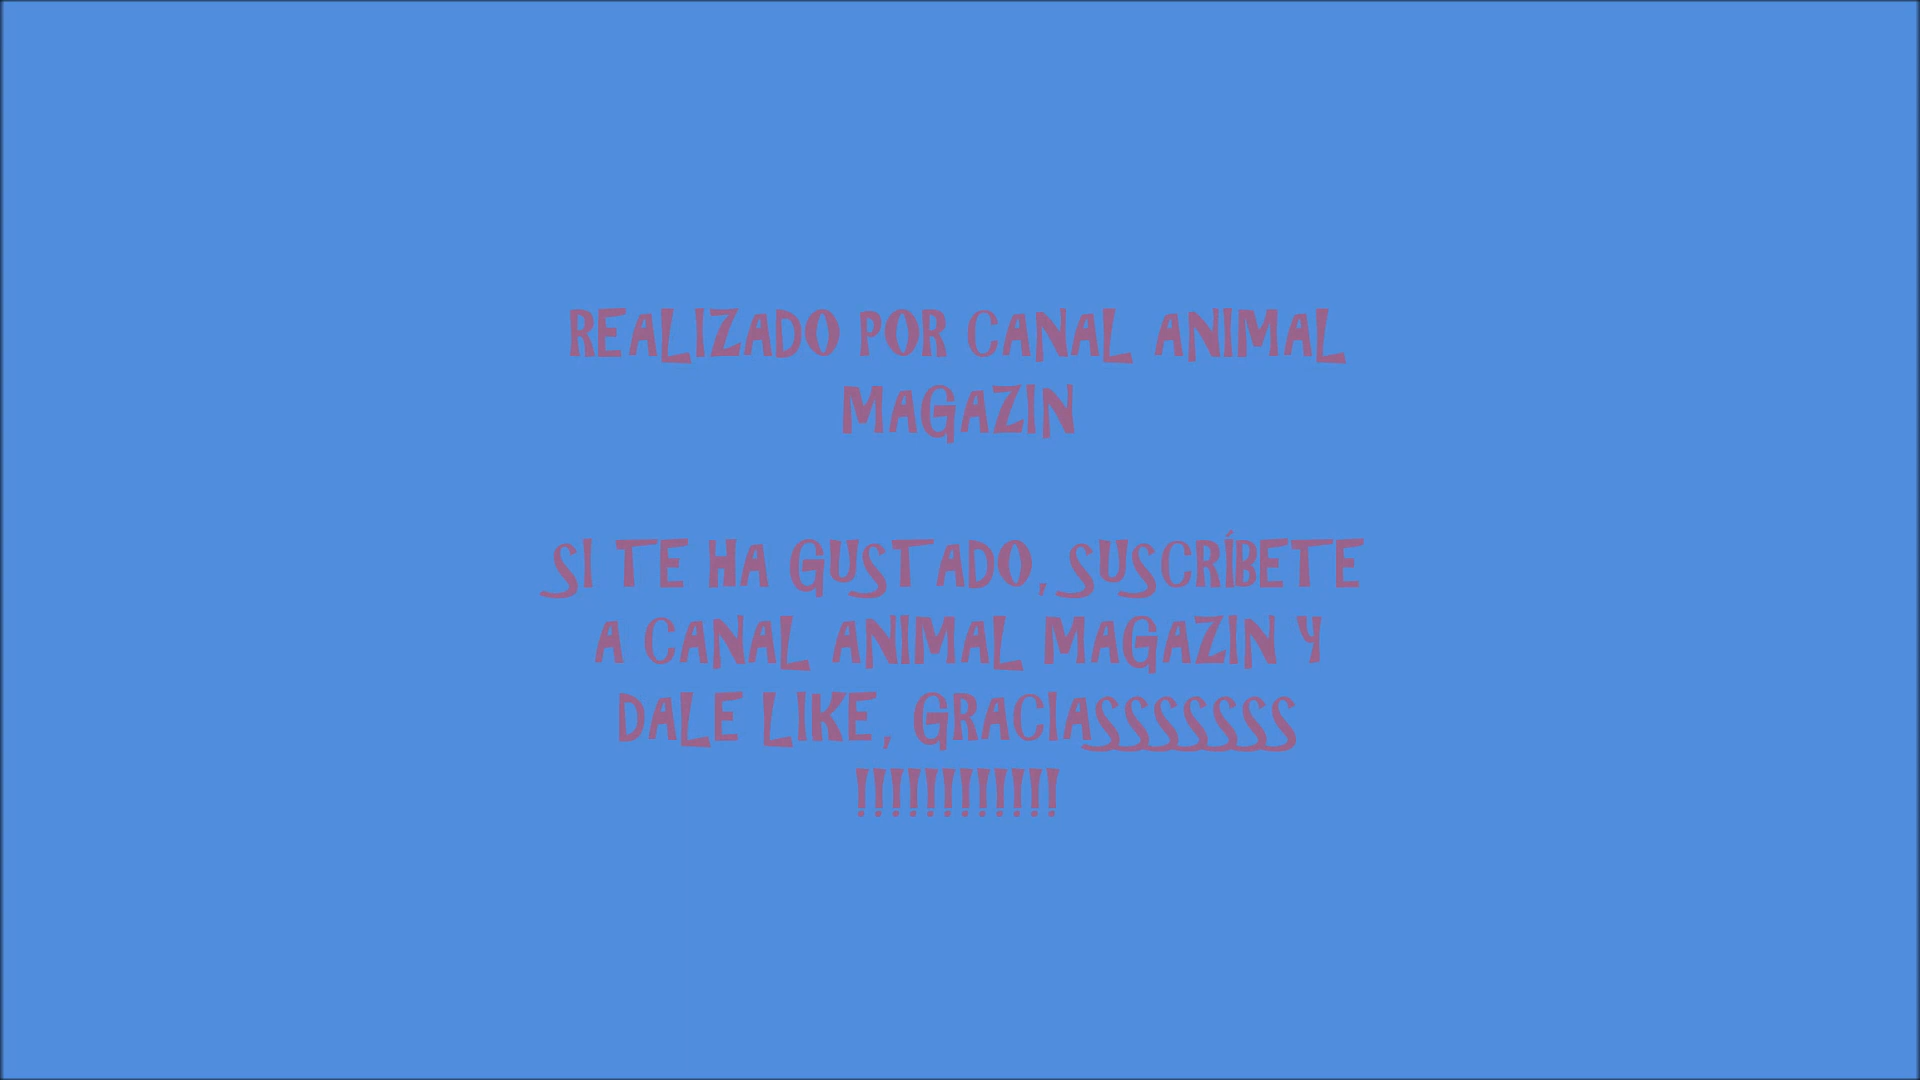 REALIZADO POR CANAL ANIMAL
MAGAZIN
SI TE HA GUSTADO, SUSCRÍBETE
A CANAL ANIMAL MAGAZIN Y
DALE LIKE, GRACIASSSSSSS
!!!!!!!!!!!!